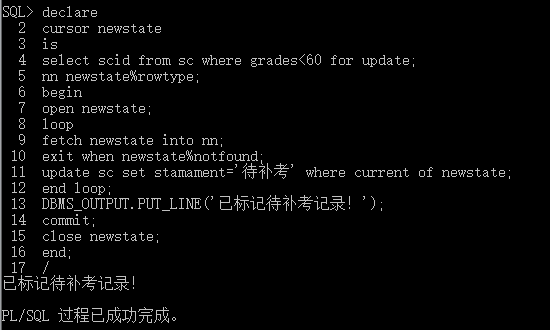 SQL> declare
2 cursor newstate
3 is
4 select scid from sc where grades<60 for update;
5 nn newstate%rowtype;
6 begin
7 open newstate;
8 loop
9 fetch newstate into nn;
10 exit when newstate%notfound;
11 update sc set stamament='待补考' where current of newstate;
12 end loop;
13 DBMS_OUTPUT.PUT_LINE('已标记待补考记录!');
14 commit;
15 close newstate;
16 end;
17 /
已标记待补考记录!
PL/SQL 过程已成功完成。